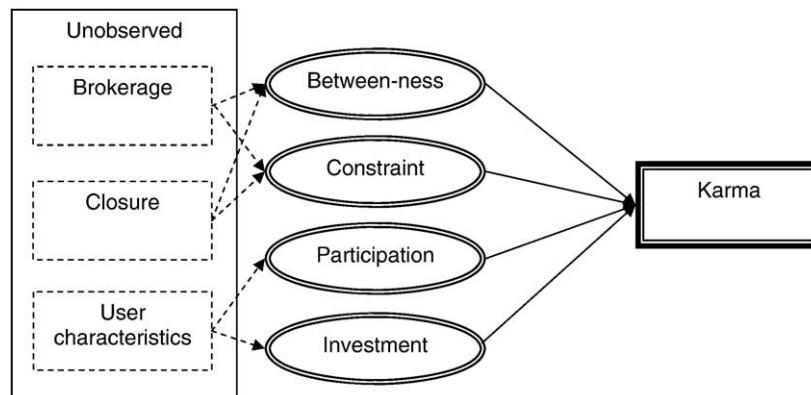 Unobserved
Brokerage
Closure
User
characteristics
Between-ness
Constraint
Participation
Investment
Karma